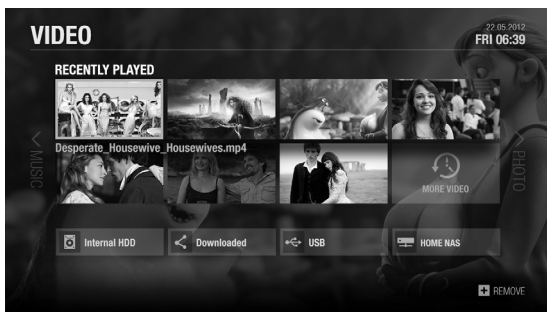 VIDEO
22.05.2012
FRI 06:39
RECENTLY PLAYED
Desperate_Housewive_Housewives.mp4
MUSIC
PHOTO
MORE VIDEO
Internal HDD
Downloaded
USB
HOME NAS
REMOVE